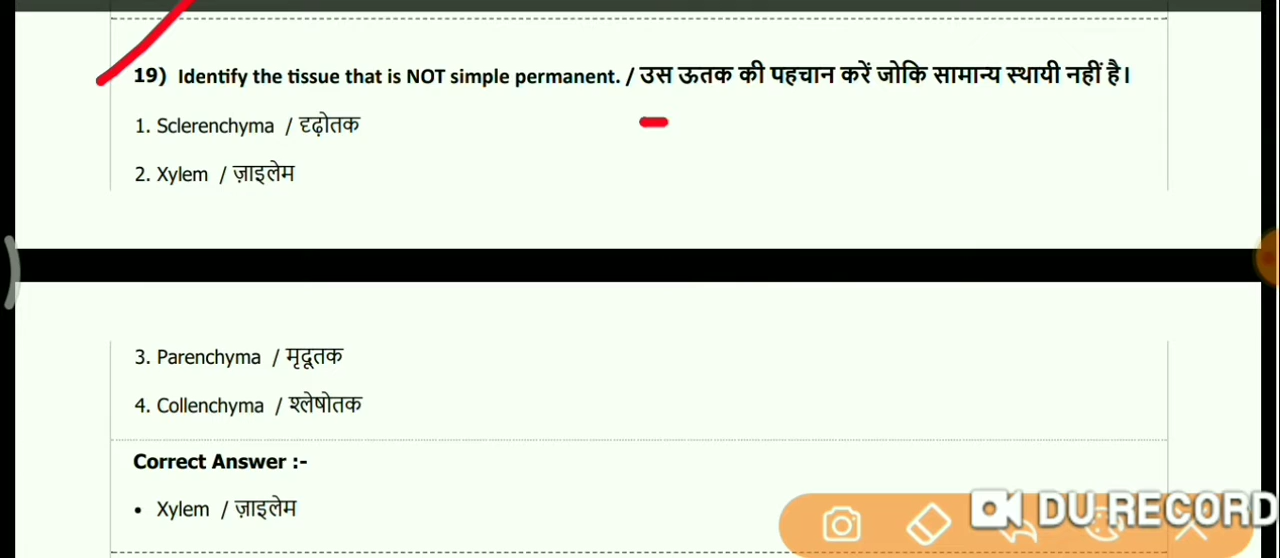 19) Identify the tissue that is NOT simple permanent. / उस ऊतक की पहचान करें जोकि सामान्य स्थायी नहीं है।
1. Sclerenchyma / दृढ़ोतक
2. Xylem / ज़ाइलेम
3. Parenchyma / मृदूतक
4. Collenchyma / श्लेषोतक
Correct Answer :-
• Xylem / ज़ाइलेम
DU RECORD